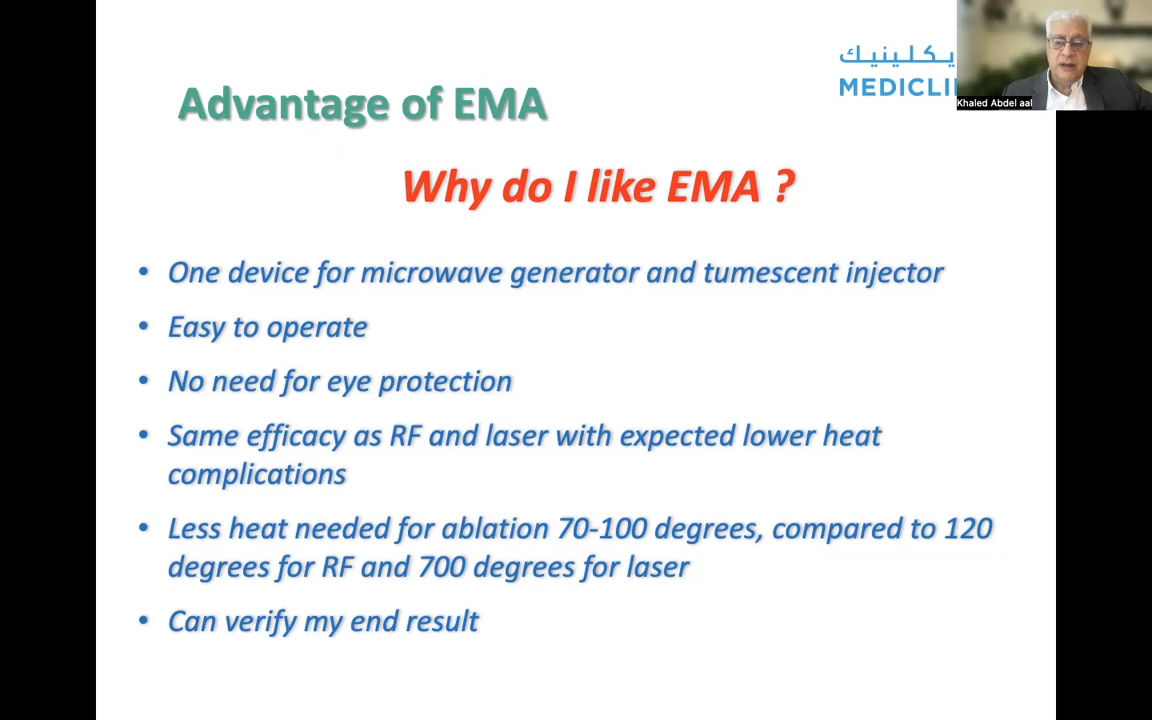 يكلينيك
MEDICLI
Khaled Abdel aal
Advantage of EMA
Why do I like EMA ?
• One device for microwave generator and tumescent injector
• Easy to operate
• No need for eye protection
• Same efficacy as RF and laser with expected lower heat
complications
• Less heat needed for ablation 70-100 degrees, compared to 120
degrees for RF and 700 degrees for laser
• Can verify my end result